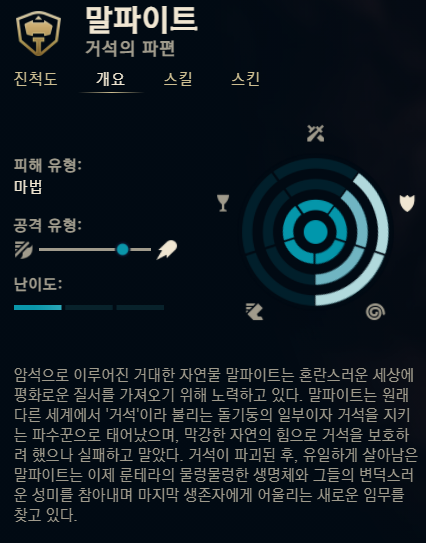 말파이트
거석의 파편
진척도 개요 스킬 스킨
피해 유형:
마법
공격 유형:
난이도:
암석으로 이루어진 거대한 자연물 말파이트는 혼란스러운 세상에
평화로운 질서를 가져오기 위해 노력하고 있다. 말파이트는 원래
다른 세계에서 '거석'이라 불리는 돌기둥의 일부이자 거석을 지키
는 파수꾼으로 태어났으며, 막강한 자연의 힘으로 거석을 보호하
려 했으나 실패하고 말았다. 거석이 파괴된 후, 유일하게 살아남은
말파이트는 이제 룬테라의 물렁물렁한 생명체와 그들의 변덕스러
운 성미를 참아내며 마지막 생존자에게 어울리는 새로운 임무를
찾고 있다.